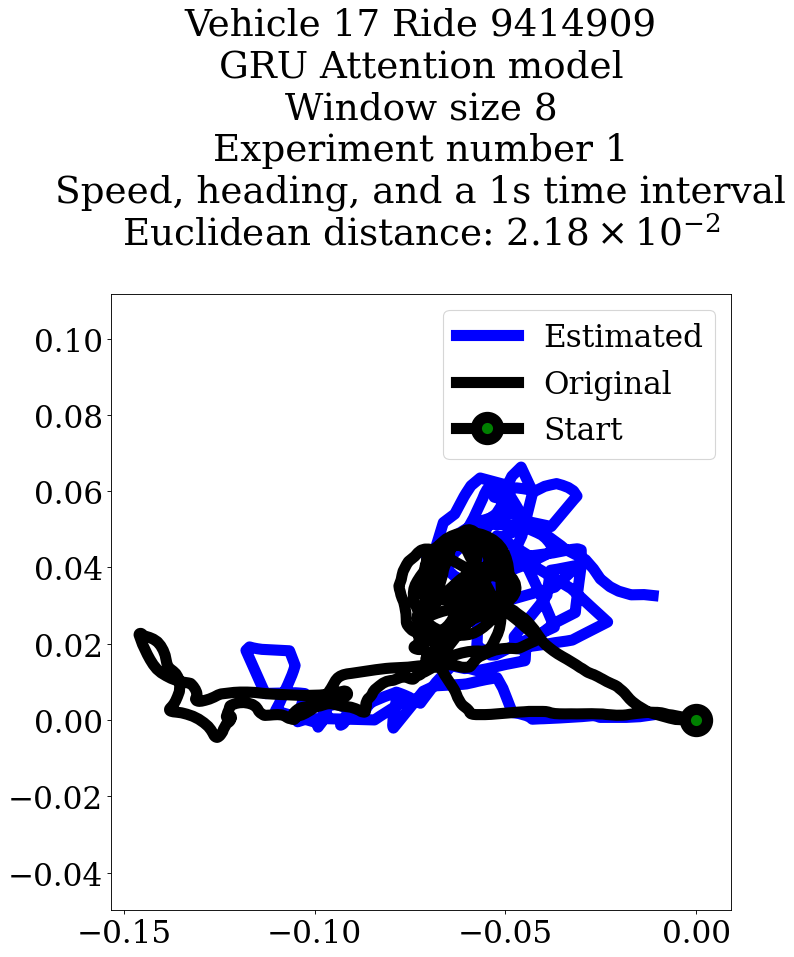 Vehicle 17 Ride 9414909
GRU Attention model
Window size 8
Experiment number 1
Speed, heading, and a 1s time interval
Euclidean distance: 2.18 × 10⁻²
Estimated
Original
Start
0.10
0.08
0.06
0.04
0.02
0.00
−0.02
−0.04
−0.15 −0.10 −0.05 0.00